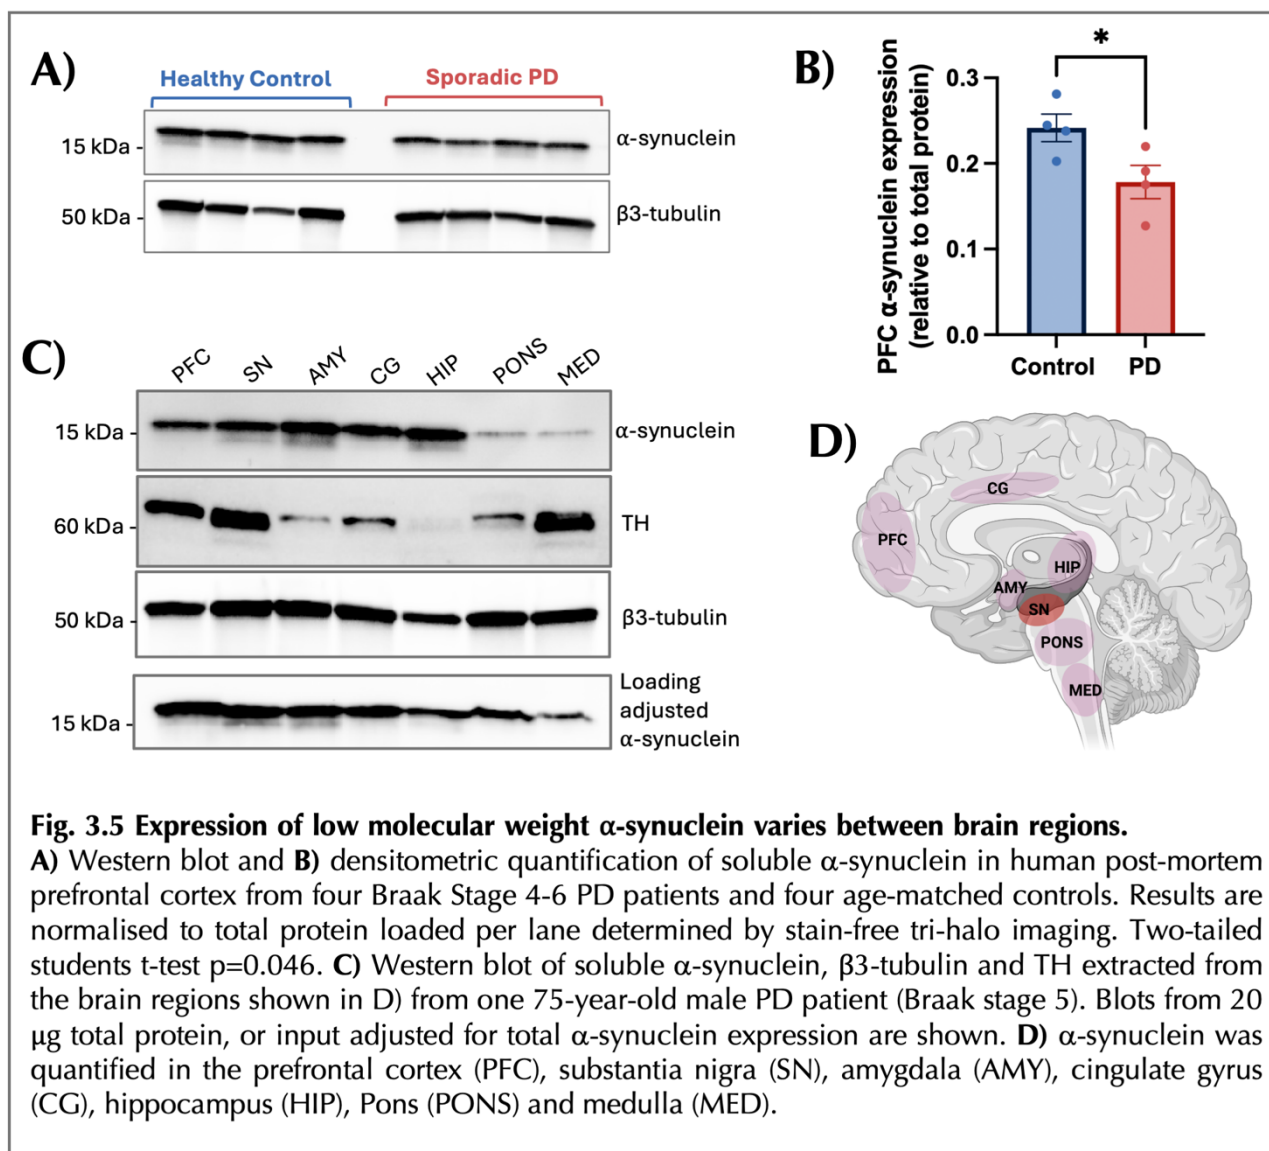 A)
Healthy Control
Sporadic PD
15 kDa -
α-synuclein
50 kDa -
β3-tubulin
B)
PFC α-synuclein expression
(relative to total protein)
*
0.3
0.2
0.1
0.0
Control
PD
C)
PFC
SN
AMY
CG
HIP
PONS
MED
15 kDa -
α-synuclein
60 kDa -
TH
50 kDa -
β3-tubulin
15 kDa -
Loading
adjusted
α-synuclein
D)
CG
PFC
HIP
AMY
SN
PONS
MED
Fig. 3.5 Expression of low molecular weight α-synuclein varies between brain regions.
A) Western blot and B) densitometric quantification of soluble α-synuclein in human post-mortem
prefrontal cortex from four Braak Stage 4-6 PD patients and four age-matched controls. Results are
normalised to total protein loaded per lane determined by stain-free tri-halo imaging. Two-tailed
students t-test p=0.046. C) Western blot of soluble α-synuclein, β3-tubulin and TH extracted from
the brain regions shown in D) from one 75-year-old male PD patient (Braak stage 5). Blots from 20
µg total protein, or input adjusted for total α-synuclein expression are shown. D) α-synuclein was
quantified in the prefrontal cortex (PFC), substantia nigra (SN), amygdala (AMY), cingulate gyrus
(CG), hippocampus (HIP), Pons (PONS) and medulla (MED).